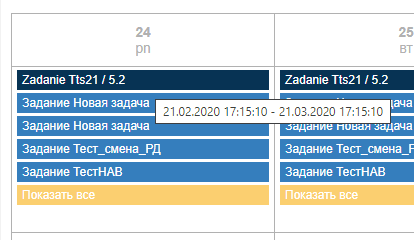 24
pn
25
вт
Zadanie Tts21 / 5.2
Задание Новая задача
Задание Новая задача
Задание Тест_смена_РД
Задание ТестНАВ
Показать все
21.02.2020 17:15:10 - 21.03.2020 17:15:10
Zadanie Tts21 / 5.2
Задание Новая задача
Задание Тест_смена_
Задание ТестНАВ
Показать все